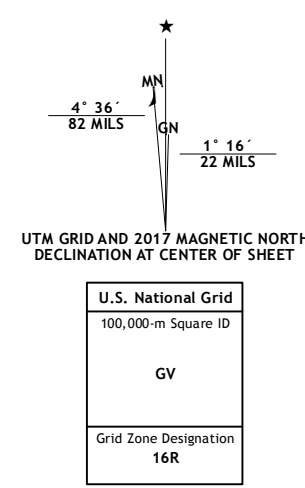 MN
GN
4° 36´
82 MILS
1° 16´
22 MILS
UTM GRID AND 2017 MAGNETIC NORTH
DECLINATION AT CENTER OF SHEET
U.S. National Grid
100,000-m Square ID
GV
Grid Zone Designation
16R